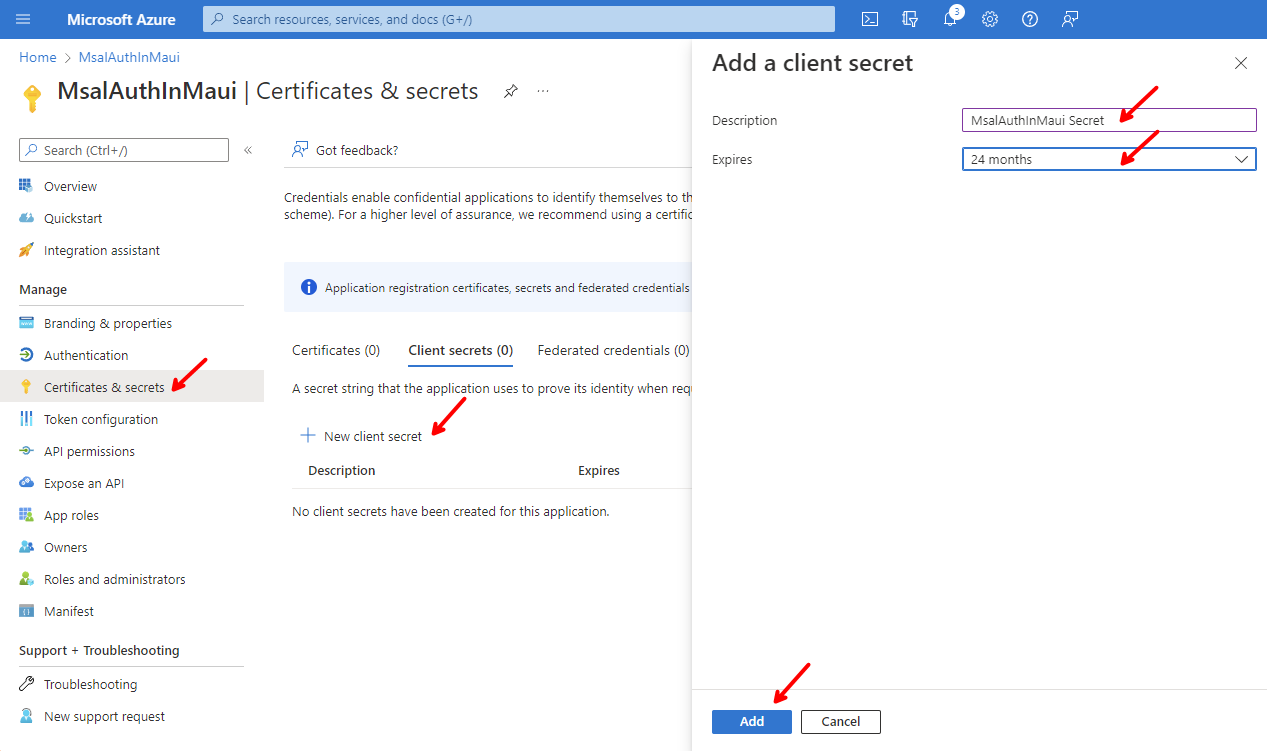 Microsoft Azure
Search resources, services, and docs (G+/)
3
Home > MsalAuthInMaui
MsalAuthInMaui | Certificates & secrets
Search (Ctrl+/)
Overview
Quickstart
Integration assistant
Manage
Branding & properties
Authentication
Certificates & secrets
Token configuration
API permissions
Expose an API
App roles
Owners
Roles and administrators
Manifest
Support + Troubleshooting
Troubleshooting
New support request
Got feedback?
Credentials enable confidential applications to identify themselves to th
scheme). For a higher level of assurance, we recommend using a certific
Application registration certificates, secrets and federated credentials
Certificates (0) Client secrets (0) Federated credentials (0)
A secret string that the application uses to prove its identity when requ
New client secret
Description Expires
No client secrets have been created for this application.
Add a client secret
Description MsalAuthInMaui Secret
Expires 24 months
Add Cancel